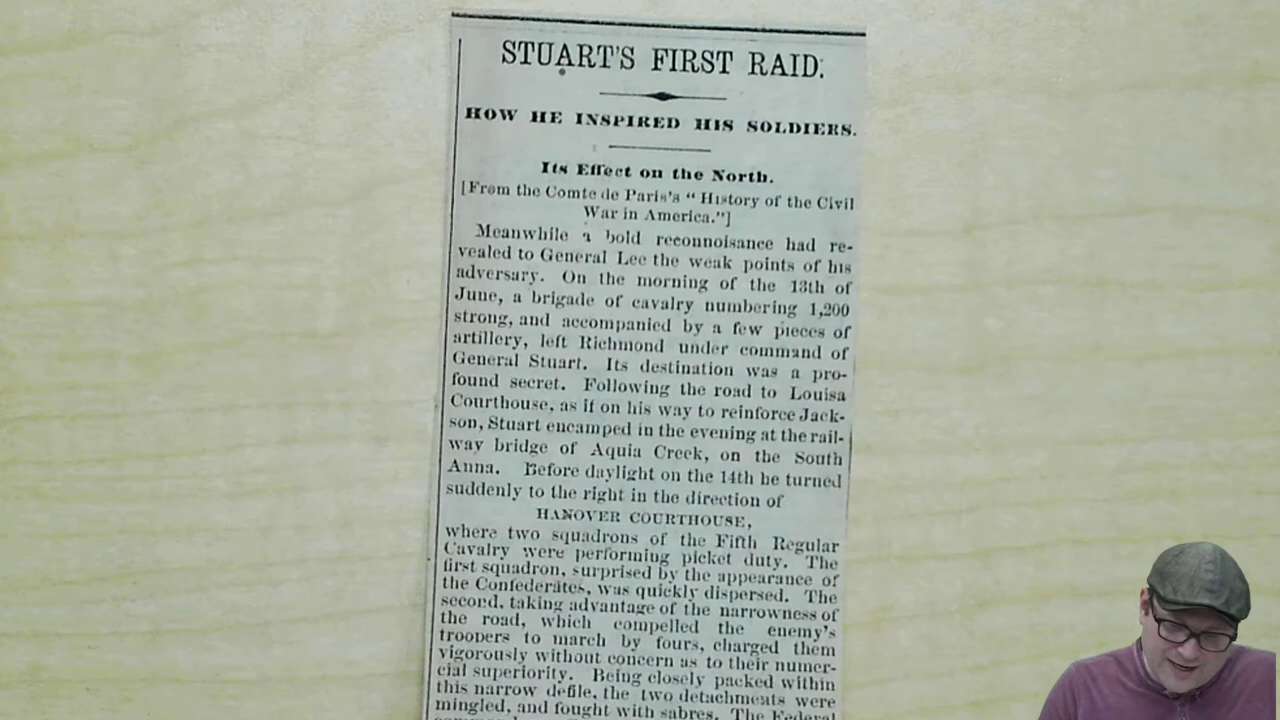 STUART'S FIRST RAID.
HOW HE INSPIRED HIS SOLDIERS.
Its Effect on the North.
[From the Comte de Paris's "History of the Civil
War in America."]
Meanwhile a bold reconnoisance had re-
vealed to General Lee the weak points of his
adversary. On the morning of the 13th of
June, a brigade of cavalry numbering 1,200
strong, and accompanied by a few pieces of
artillery, left Richmond under command of
General Stuart. Its destination was a pro-
found secret. Following the road to Louisa
Courthouse, as if on his way to reinforce Jack-
son, Stuart encamped in the evening at the rail-
way bridge of Aquia Creek, on the South
Anna. Before daylight on the 14th he turned
suddenly to the right in the direction of
HANOVER COURTHOUSE,
where two squadrons of the Fifth Regular
Cavalry were performing picket duty. The
first squadron, surprised by the appearance of
the Confederates, was quickly dispersed. The
second, taking advantage of the narrowness of
the road, which compelled the enemy's
troopers to march by fours, charged them
vigorously without concern as to their numer-
cial superiority. Being closely packed within
this narrow defile, the two detachments were
mingled, and fought with sabres. The Federal